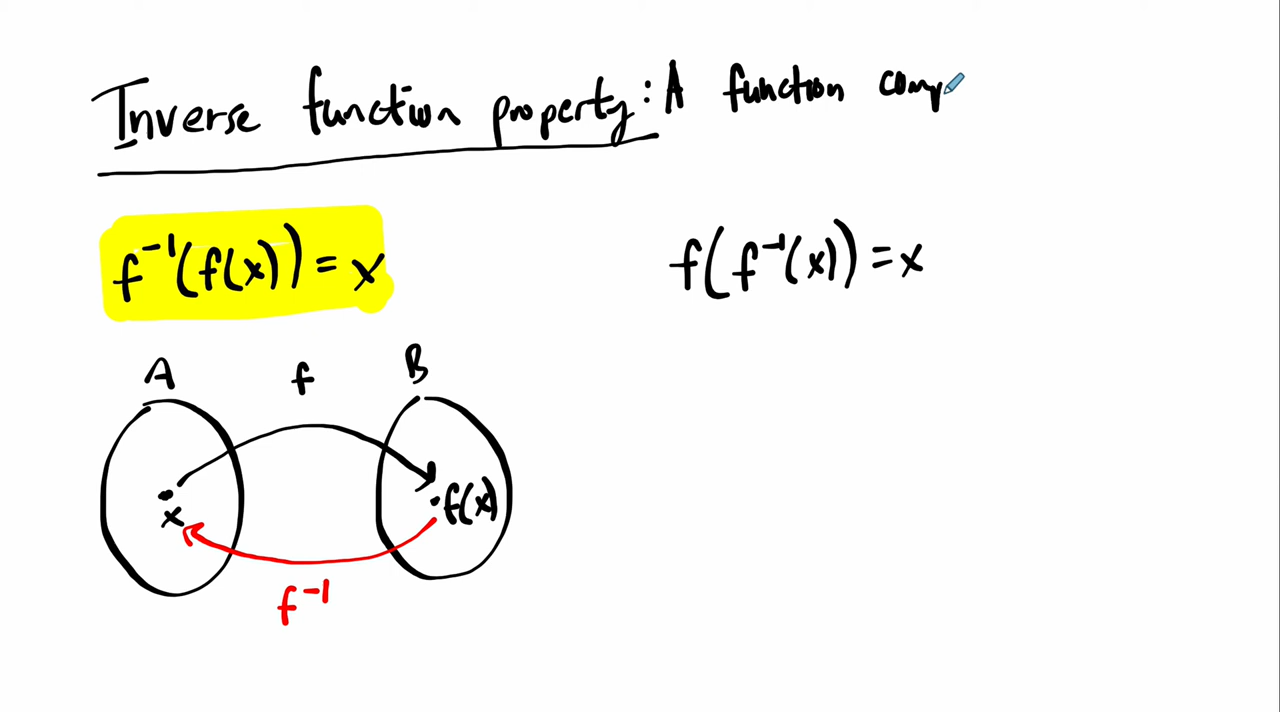 Inverse function property: A function comp
f⁻¹(f(x)) = x
f(f⁻¹(x)) = x
A f B
x f(x)
f⁻¹